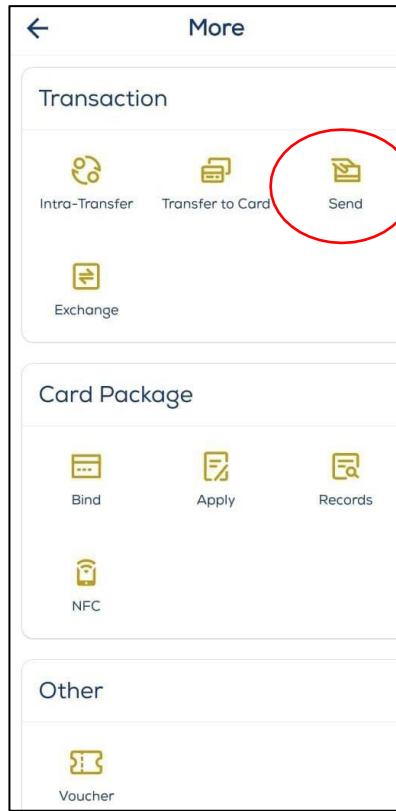 More
Transaction
Intra-Transfer Transfer to Card Send
Exchange
Card Package
Bind Apply Records
NFC
Other
Voucher